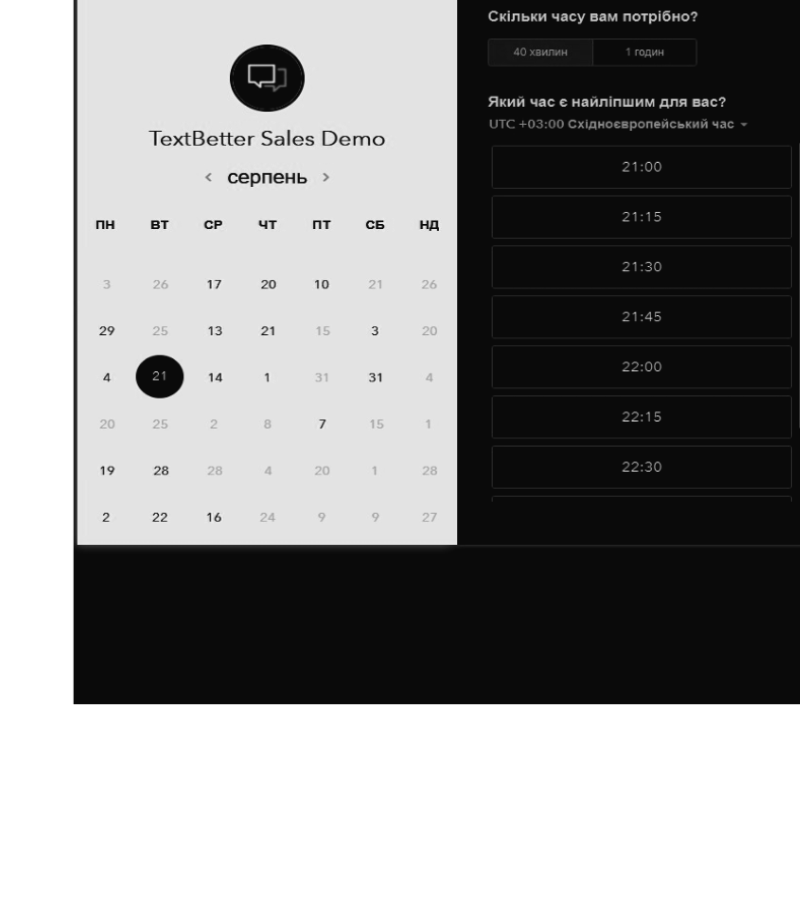 TextBetter Sales Demo
‹ серпень ›
ПН ВТ СР ЧТ ПТ СБ НД
3 26 17 20 10 21 26
29 25 13 21 15 3 20
4 21 14 1 31 31 4
20 25 2 8 7 15 1
19 28 28 4 20 1 28
2 22 16 24 9 9 27
Скільки часу вам потрібно?
40 хвилин 1 годин
Який час є найліпшим для вас?
UTC +03:00 Східноєвропейський час
21:00
21:15
21:30
21:45
22:00
22:15
22:30